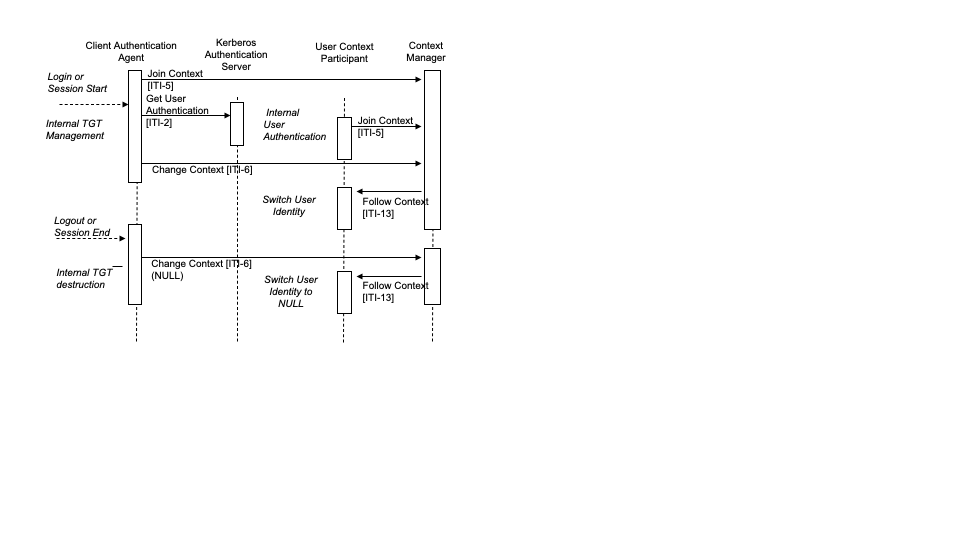 Client Authentication
Agent
Kerberos
Authentication
Server
User Context
Participant
Context
Manager
Login or
Session Start
Join Context
[ITI-5]
Get User
Authentication
[ITI-2]
Internal TGT
Management
Internal
User
Authentication
Join Context
[ITI-5]
Change Context [ITI-6]
Switch User
Identity
Follow Context
[ITI-13]
Logout or
Session End
Change Context [ITI-6]
(NULL)
Internal TGT
destruction
Switch User
Identity to
NULL
Follow Context
[ITI-13]